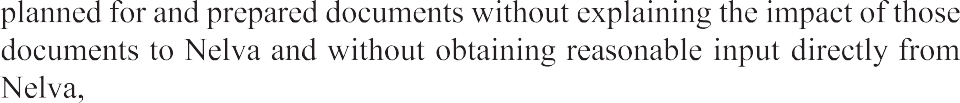 planned for and prepared documents without explaining the impact of those
documents to Nelva and without obtaining reasonable input directly from
Nelva,